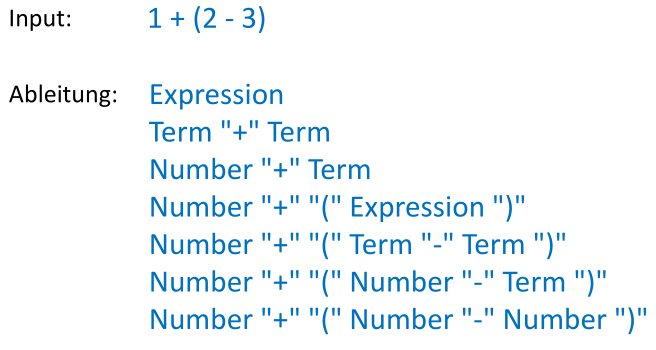 Input: 1 + (2 - 3)
Ableitung: Expression
Term "+" Term
Number "+" Term
Number "+" "(" Expression ")"
Number "+" "(" Term "-" Term ")"
Number "+" "(" Number "-" Term ")"
Number "+" "(" Number "-" Number ")"